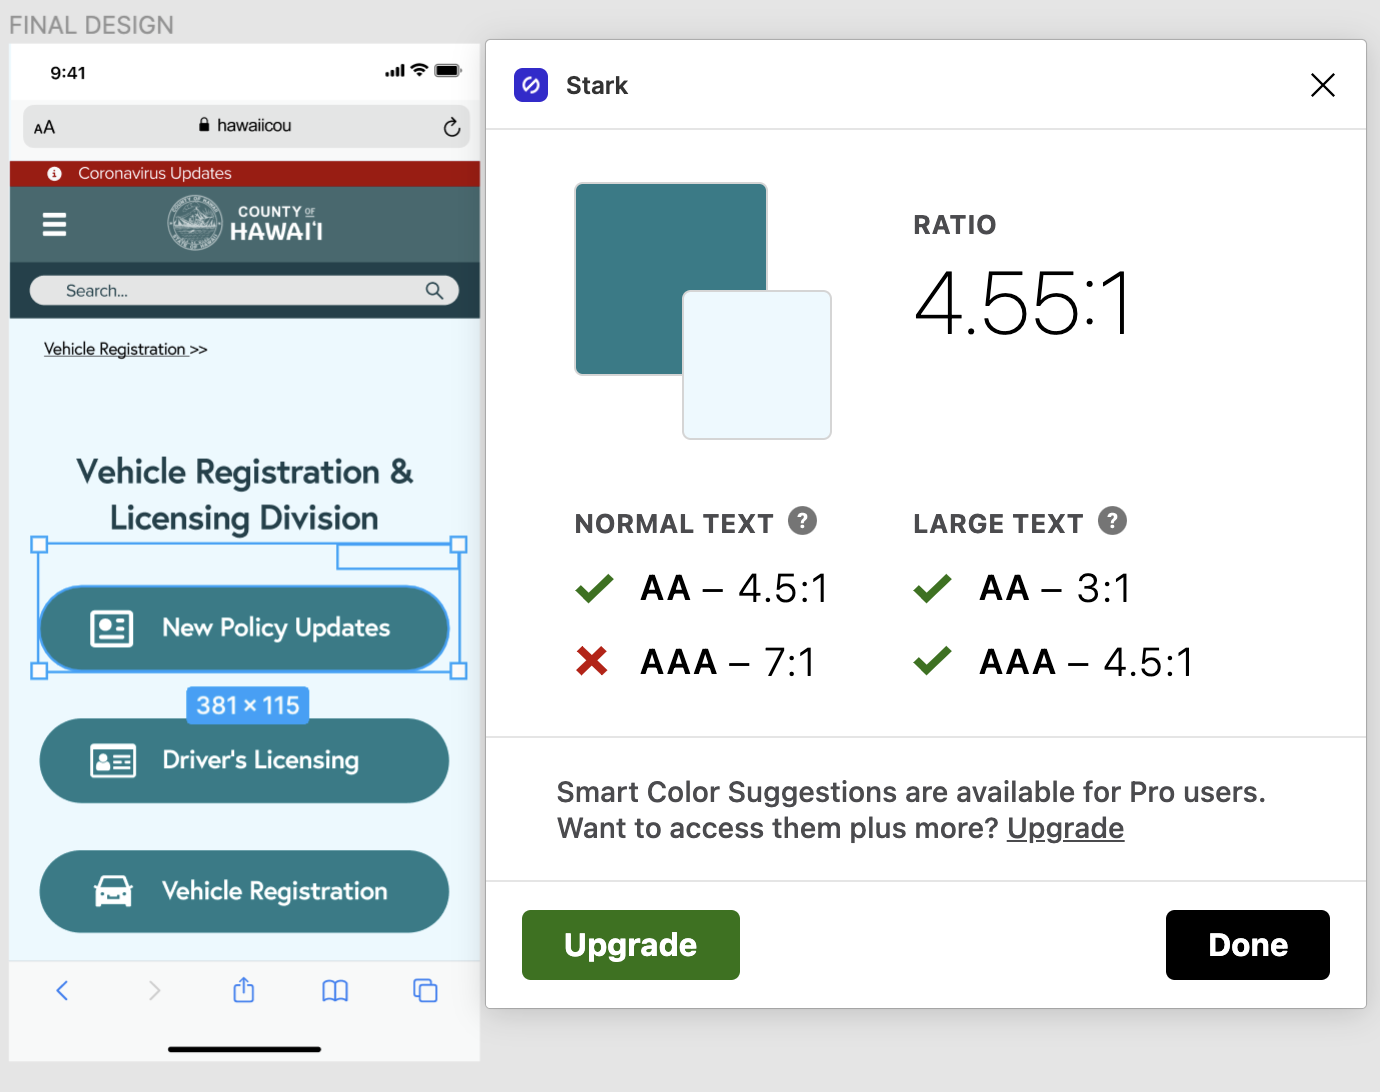 FINAL DESIGN
9:41
AA
hawaiicou
Coronavirus Updates
COUNTY OF
HAWAI'I
Search...
Vehicle Registration >>
Vehicle Registration &
Licensing Division
New Policy Updates
381 × 115
Driver's Licensing
Vehicle Registration
Stark
RATIO
4.55:1
NORMAL TEXT ?
AA – 4.5:1
AAA – 7:1
LARGE TEXT ?
AA – 3:1
AAA – 4.5:1
Smart Color Suggestions are available for Pro users.
Want to access them plus more? Upgrade
Upgrade
Done